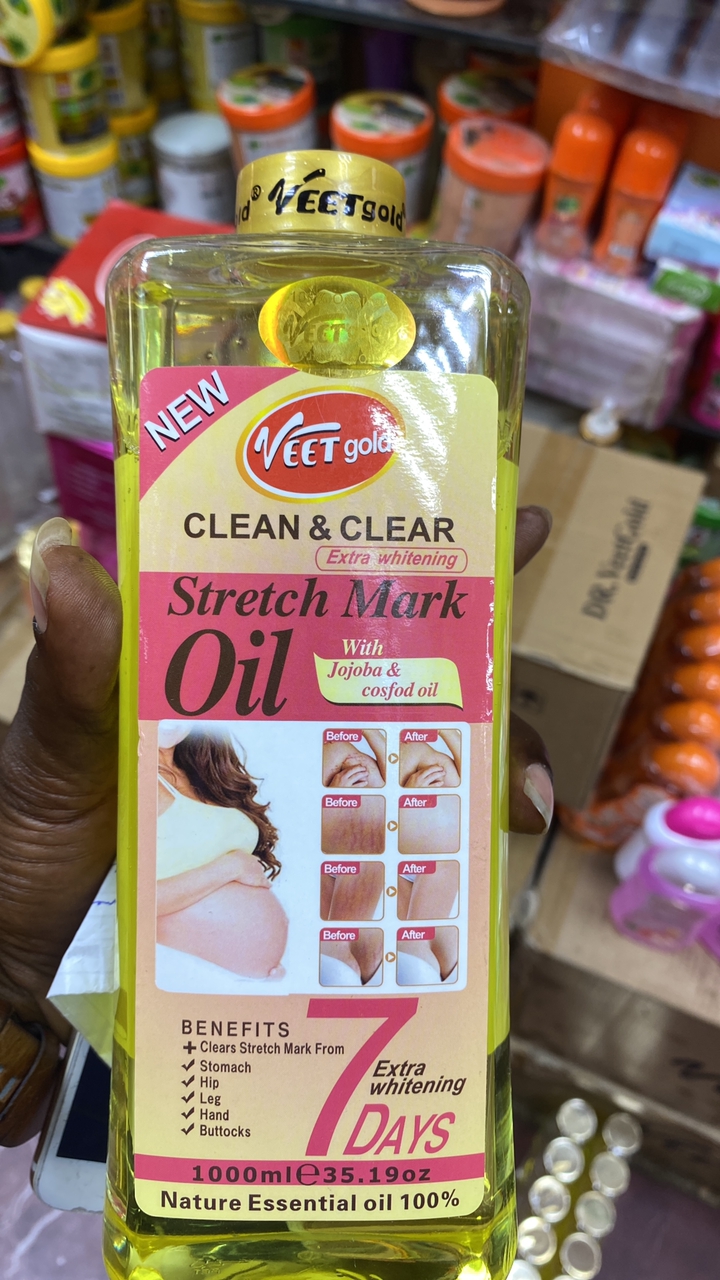 VEETgold®
VEET
NEW
VEET gold
CLEAN & CLEAR
Extra whitening
Stretch Mark
Oil
With
Jojoba &
cosfod oil
Before
After
Before
After
Before
After
Before
After
BENEFITS
+ Clears Stretch Mark From
✓ Stomach
✓ Hip
✓ Leg
✓ Hand
✓ Buttocks
7
Extra
whitening
DAYS
1000ml℮35.19oz
Nature Essential oil 100%
DR.VeetGold